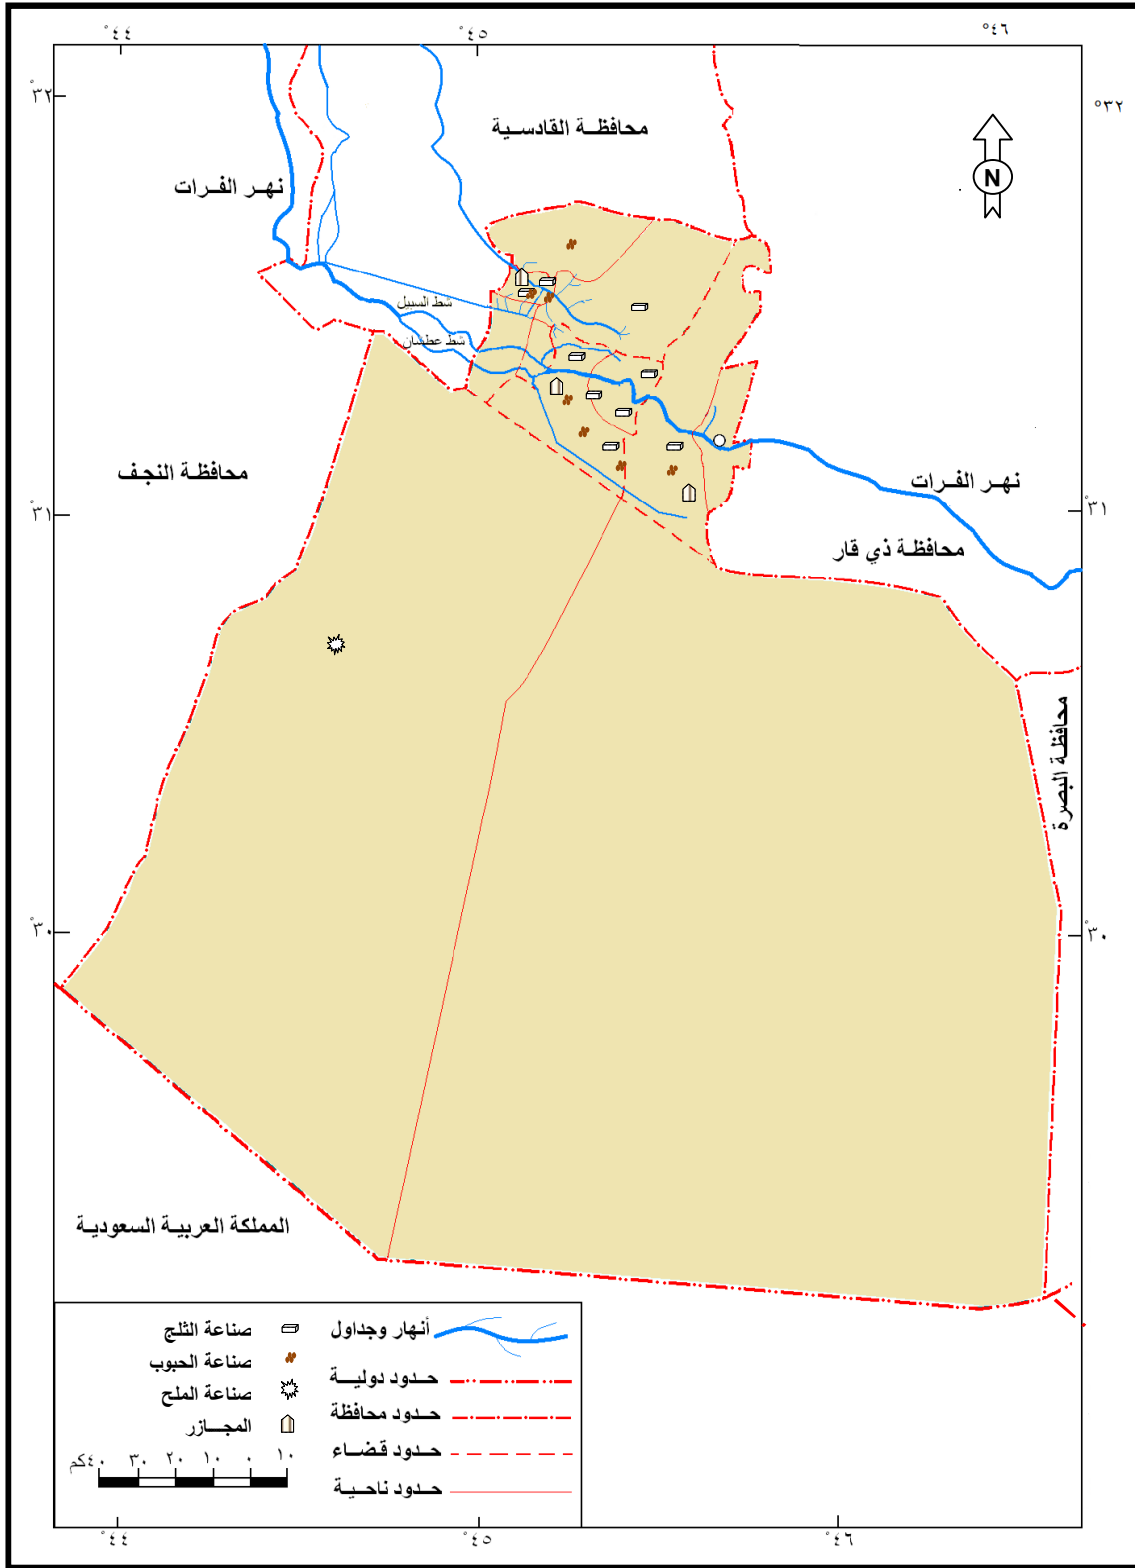 °٤٤
°٤٥
°٤٦
°٣٢
°٣٢
محافظة القادسية
N
نهر الفرات
شط السبيل
شط عطشان
محافظة النجف
نهر الفرات
°٣١
°٣١
محافظة ذي قار
محافظة البصرة
°٣٠
°٣٠
المملكة العربية السعودية
أنهار وجداول
حدود دولية
حدود محافظة
حدود قضاء
حدود ناحية
صناعة الثلج
صناعة الحبوب
صناعة الملح
المجازر
١٠ ٠ ١٠ ٢٠ ٣٠ ٤٠كم
°٤٤
°٤٥
°٤٦